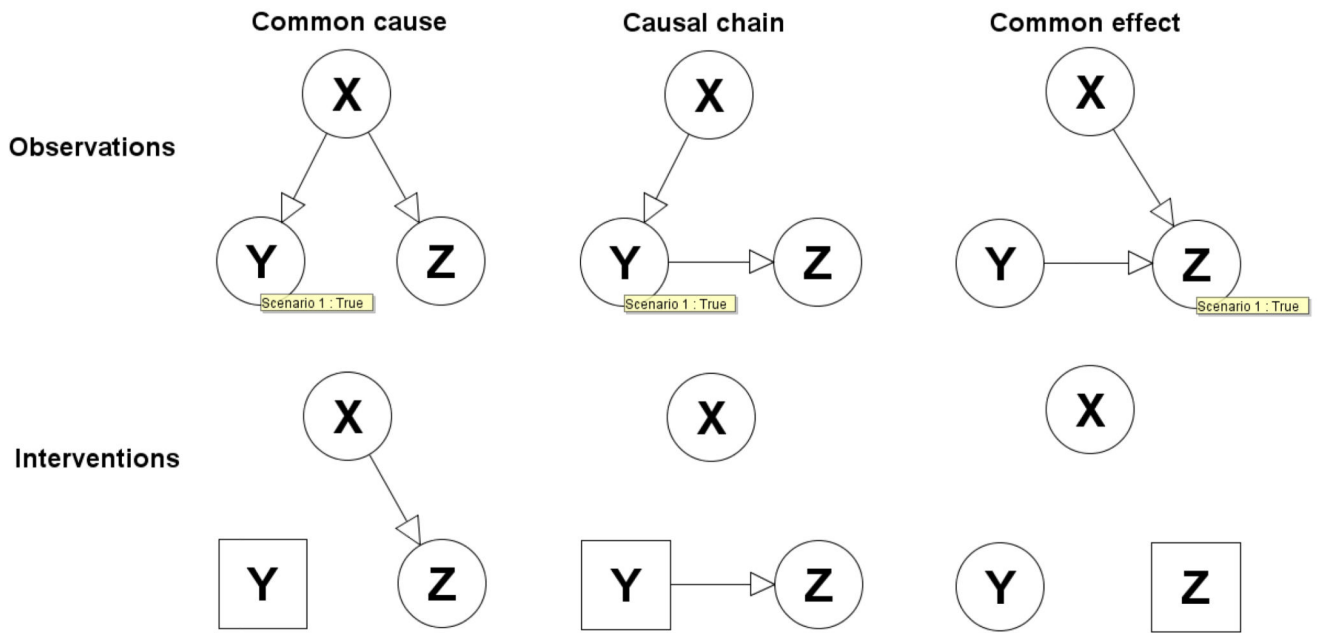 Common cause Causal chain Common effect
X X X
Observations
Y Z Y Z Y Z
Scenario 1 : True Scenario 1 : True Scenario 1 : True
X X X
Interventions
Y Z Y Z Y Z